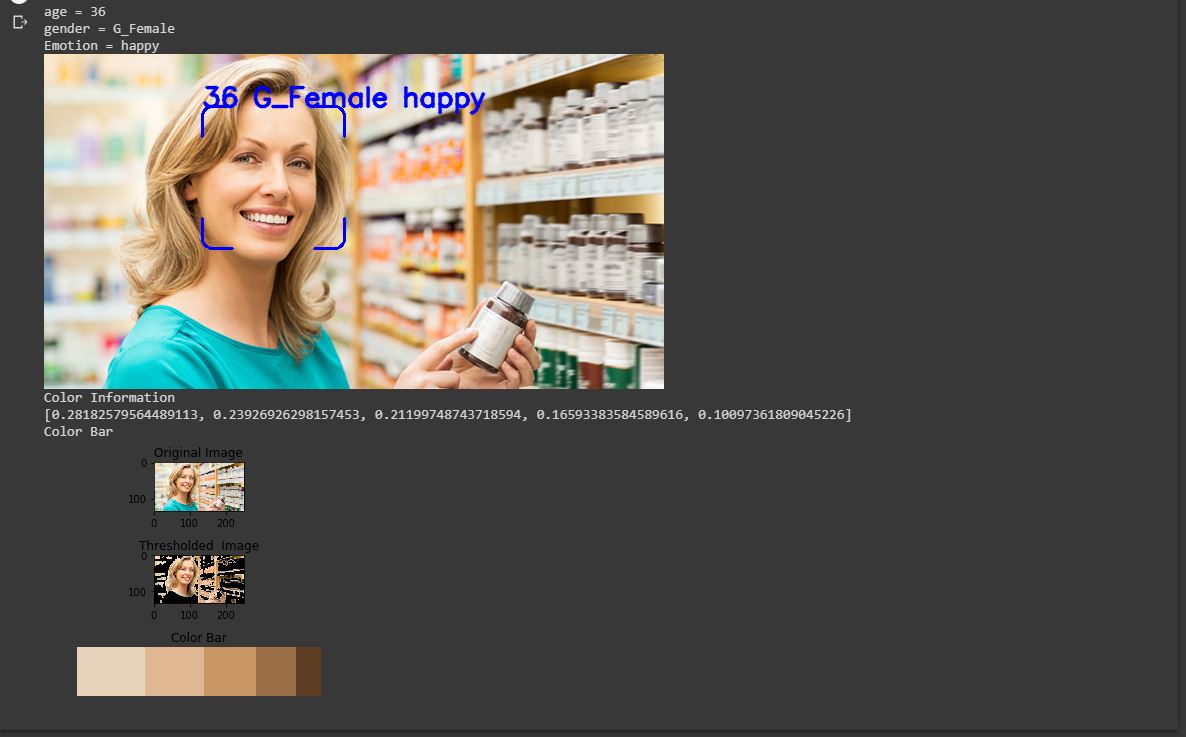 age = 36
gender = G_Female
Emotion = happy
36 G_Female happy
Color Information
[0.28182579564489113, 0.23926926298157453, 0.21199748743718594, 0.16593383584589616, 0.10097361809045226]
Color Bar
Original Image
0
100
0 100 200
Thresholded Image
0
100
0 100 200
Color Bar